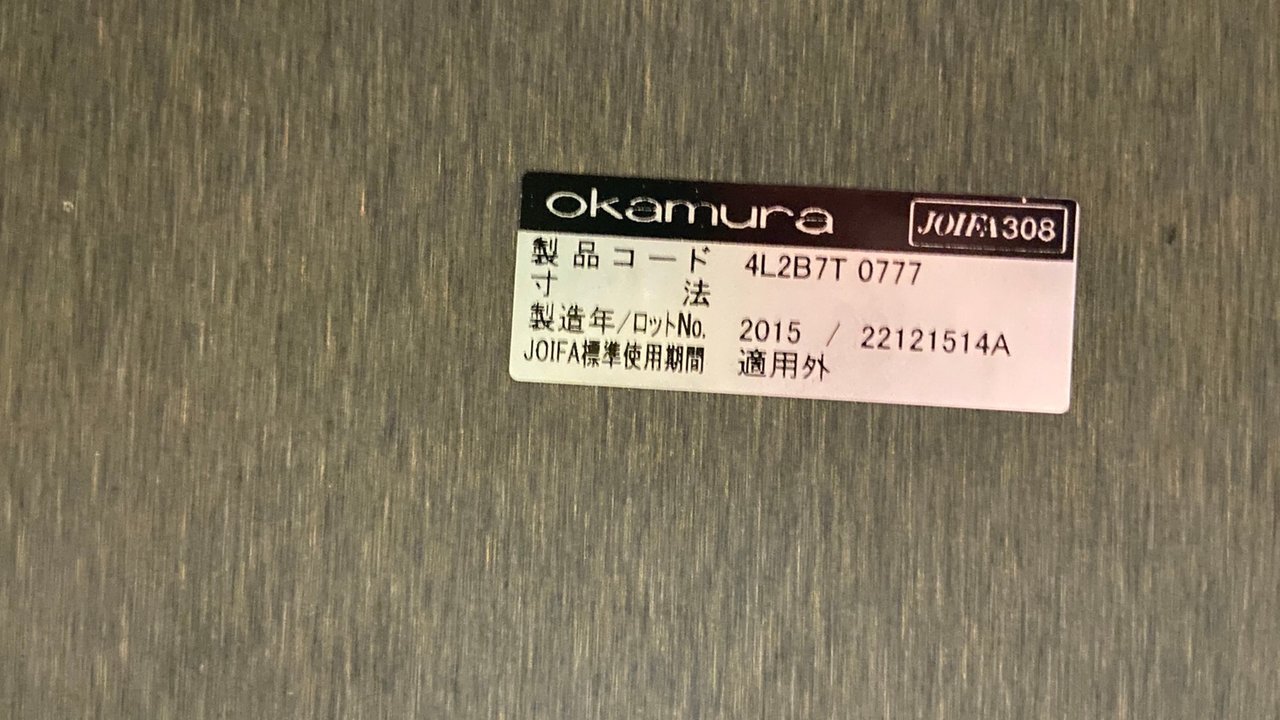 okamura JOIFA308
製品コード 4L2B7T 0777
寸法
製造年/ロットNo. 2015 / 22121514A
JOIFA標準使用期間 適用外